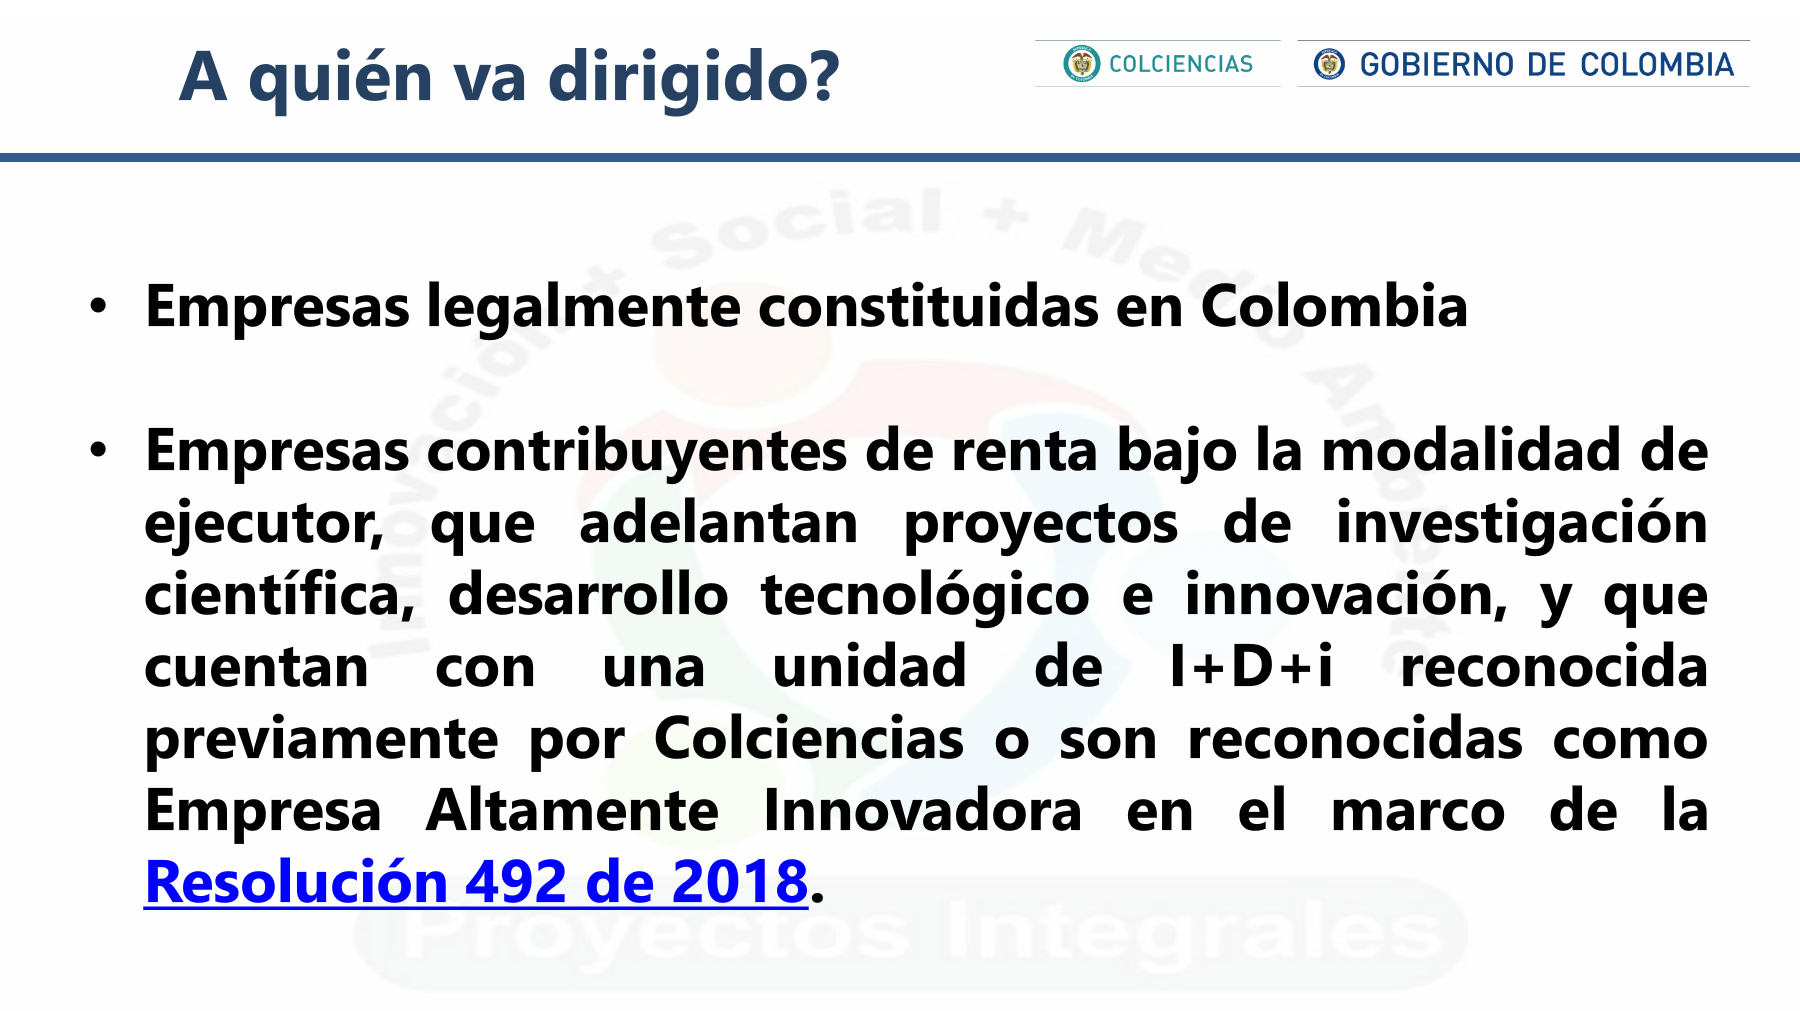 A quién va dirigido?
COLCIENCIAS
GOBIERNO DE COLOMBIA
Innovación + Social + Medio Ambiente
• Empresas legalmente constituidas en Colombia
• Empresas contribuyentes de renta bajo la modalidad de
ejecutor, que adelantan proyectos de investigación
científica, desarrollo tecnológico e innovación, y que
cuentan con una unidad de I+D+i reconocida
previamente por Colciencias o son reconocidas como
Empresa Altamente Innovadora en el marco de la
Resolución 492 de 2018.
Proyectos Integrales